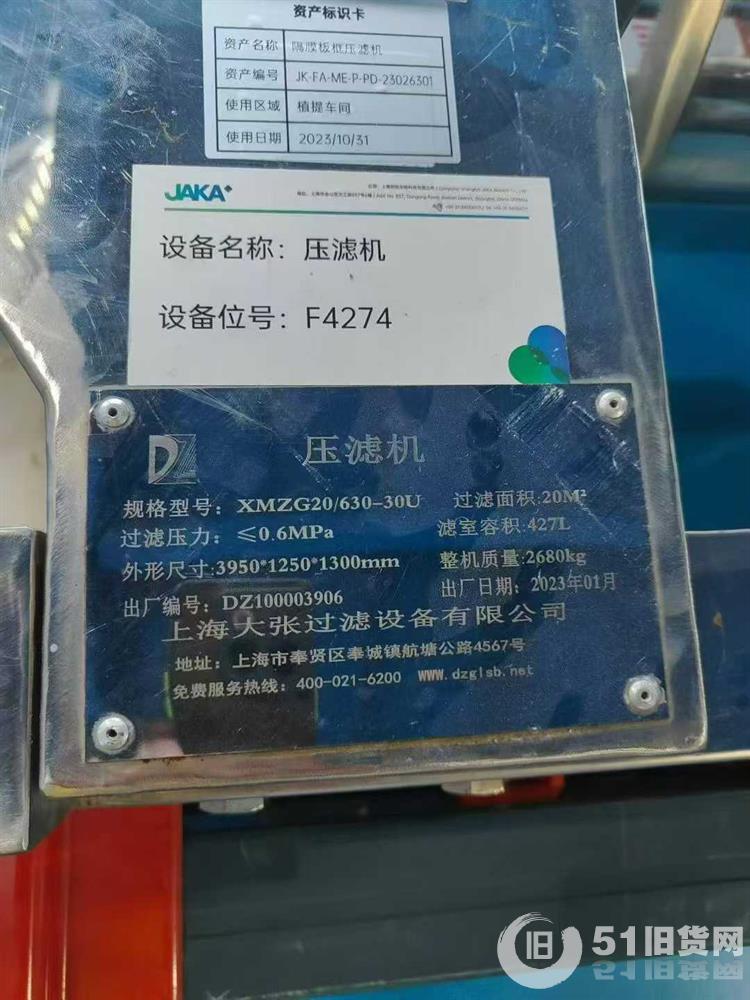 资产标识卡
资产名称 隔膜板框压滤机
资产编号 JK-FA-ME-P-PD-23026301
使用区域 植提车间
使用日期 2023/10/31
JAKA
设备名称：压滤机
设备位号：F4274
DZ 压滤机
规格型号：XMZG20/630-30U 过滤面积:20M²
过滤压力：≤0.6MPa 滤室容积:427L
外形尺寸:3950*1250*1300mm 整机质量:2680kg
出厂编号：DZ100003906 出厂日期：2023年01月
上海大张过滤设备有限公司
地址：上海市奉贤区奉城镇航塘公路4567号
免费服务热线：400-021-6200 www.dzglsb.net
旧 51旧货网